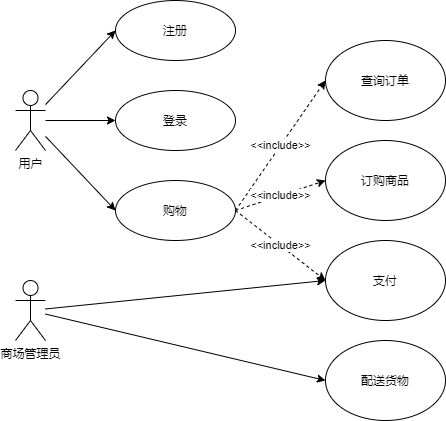 注册
查询订单
<<include>>
登录
用户
订购商品
<<include>>
购物
<<include>>
支付
商场管理员
配送货物